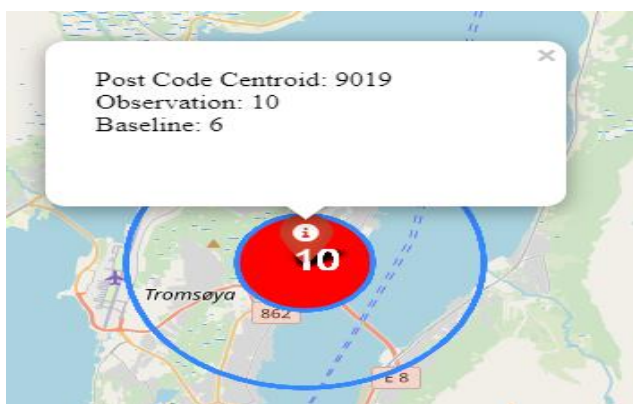 ×
Post Code Centroid: 9019
Observation: 10
Baseline: 6
i
10
Tromsøya
862
E 8